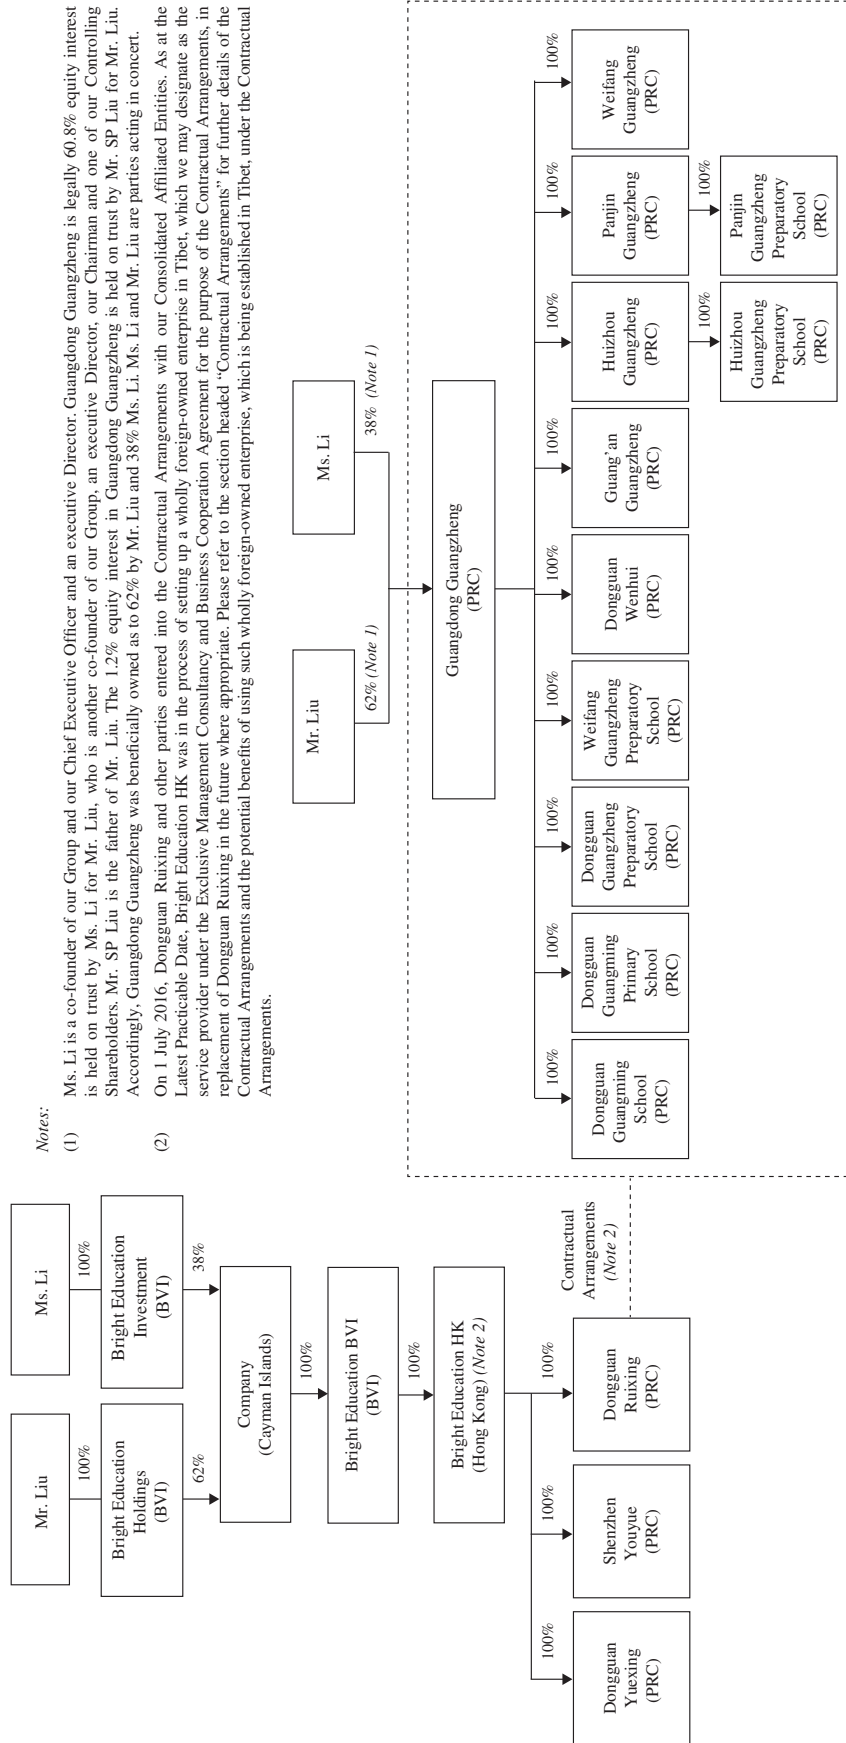 Mr. Liu
Ms. Li
100%
100%
Bright Education
Holdings
(BVI)
Bright Education
Investment
(BVI)
62%
38%
Company
(Cayman Islands)
100%
Bright Education BVI
(BVI)
100%
Bright Education HK
(Hong Kong) (Note 2)
100%
100%
100%
Dongguan
Yuexing
(PRC)
Shenzhen
Youyue
(PRC)
Dongguan
Ruixing
(PRC)
Contractual
Arrangements
(Note 2)
Notes:
(1) Ms. Li is a co-founder of our Group and our Chief Executive Officer and an executive Director. Guangdong Guangzheng is legally 60.8% equity interest
is held on trust by Ms. Li for Mr. Liu, who is another co-founder of our Group, an executive Director, our Chairman and one of our Controlling
Shareholders. Mr. SP Liu is the father of Mr. Liu. The 1.2% equity interest in Guangdong Guangzheng is held on trust by Mr. SP Liu for Mr. Liu.
Accordingly, Guangdong Guangzheng was beneficially owned as to 62% by Mr. Liu and 38% Ms. Li. Ms. Li and Mr. Liu are parties acting in concert.
(2) On 1 July 2016, Dongguan Ruixing and other parties entered into the Contractual Arrangements with our Consolidated Affiliated Entities. As at the
Latest Practicable Date, Bright Education HK was in the process of setting up a wholly foreign-owned enterprise in Tibet, which we may designate as the
service provider under the Exclusive Management Consultancy and Business Cooperation Agreement for the purpose of the Contractual Arrangements, in
replacement of Dongguan Ruixing in the future where appropriate. Please refer to the section headed “Contractual Arrangements” for further details of the
Contractual Arrangements and the potential benefits of using such wholly foreign-owned enterprise, which is being established in Tibet, under the Contractual
Arrangements.
Mr. Liu
Ms. Li
62% (Note 1)
38% (Note 1)
Guangdong Guangzheng
(PRC)
100%
100%
100%
100%
100%
100%
100%
100%
100%
Dongguan
Guangming
School
(PRC)
Dongguan
Guangming
Primary
School
(PRC)
Dongguan
Guangzheng
Preparatory
School
(PRC)
Weifang
Guangzheng
Preparatory
School
(PRC)
Dongguan
Wenhui
(PRC)
Guang’an
Guangzheng
(PRC)
Huizhou
Guangzheng
(PRC)
Panjin
Guangzheng
(PRC)
Weifang
Guangzheng
(PRC)
100%
100%
Huizhou
Guangzheng
Preparatory
School
(PRC)
Panjin
Guangzheng
Preparatory
School
(PRC)